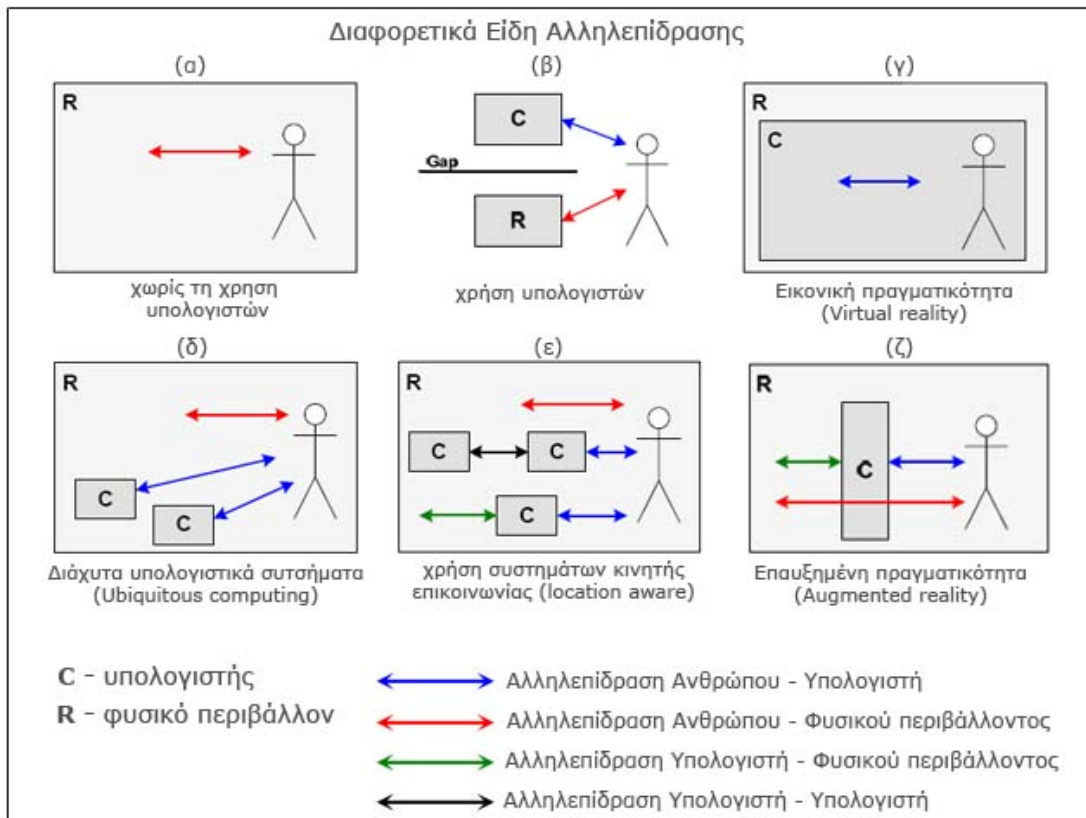 Διαφορετικά Είδη Αλληλεπίδρασης
(α)
R
χωρίς τη χρηση
υπολογιστών
(β)
C
Gap
R
χρήση υπολογιστών
(γ)
R
C
Εικονική πραγματικότητα
(Virtual reality)
(δ)
R
C
C
Διάχυτα υπολογιστικά συτσήματα
(Ubiquitous computing)
(ε)
R
C
C
C
χρήση συστημάτων κινητής
επικοινωνίας (location aware)
(ζ)
R
C
Επαυξημένη πραγματικότητα
(Augmented reality)
C - υπολογιστής
R - φυσικό περιβάλλον
Αλληλεπίδραση Ανθρώπου - Υπολογιστή
Αλληλεπίδραση Ανθρώπου - Φυσικού περιβάλλοντος
Αλληλεπίδραση Υπολογιστή - Φυσικού περιβάλλοντος
Αλληλεπίδραση Υπολογιστή - Υπολογιστή